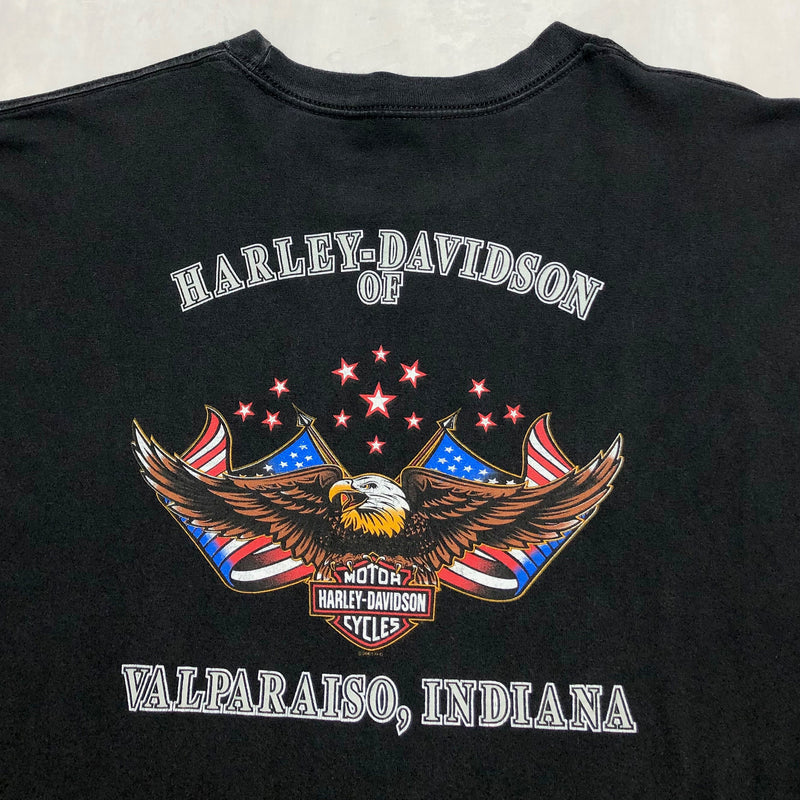 HARLEY-DAVIDSON
OF
MOTOR
HARLEY-DAVIDSON
CYCLES
VALPARAISO, INDIANA